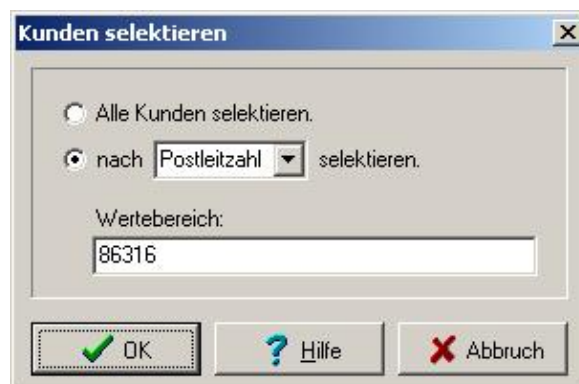 Kunden selektieren
Alle Kunden selektieren.
nach Postleitzahl selektieren.
Wertebereich:
86316
OK Hilfe Abbruch